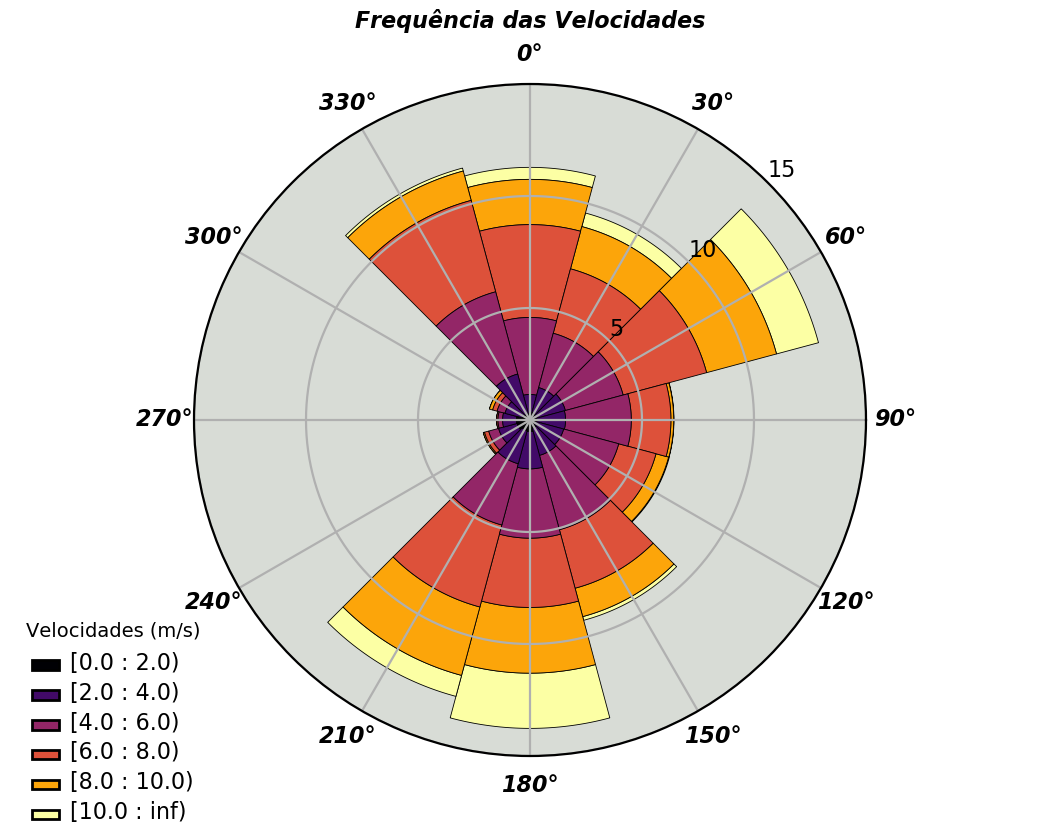 Frequência das Velocidades
0°
330°
30°
15
300°
60°
10
5
270°
90°
240°
120°
210°
150°
180°
Velocidades (m/s)
[0.0 : 2.0)
[2.0 : 4.0)
[4.0 : 6.0)
[6.0 : 8.0)
[8.0 : 10.0)
[10.0 : inf)